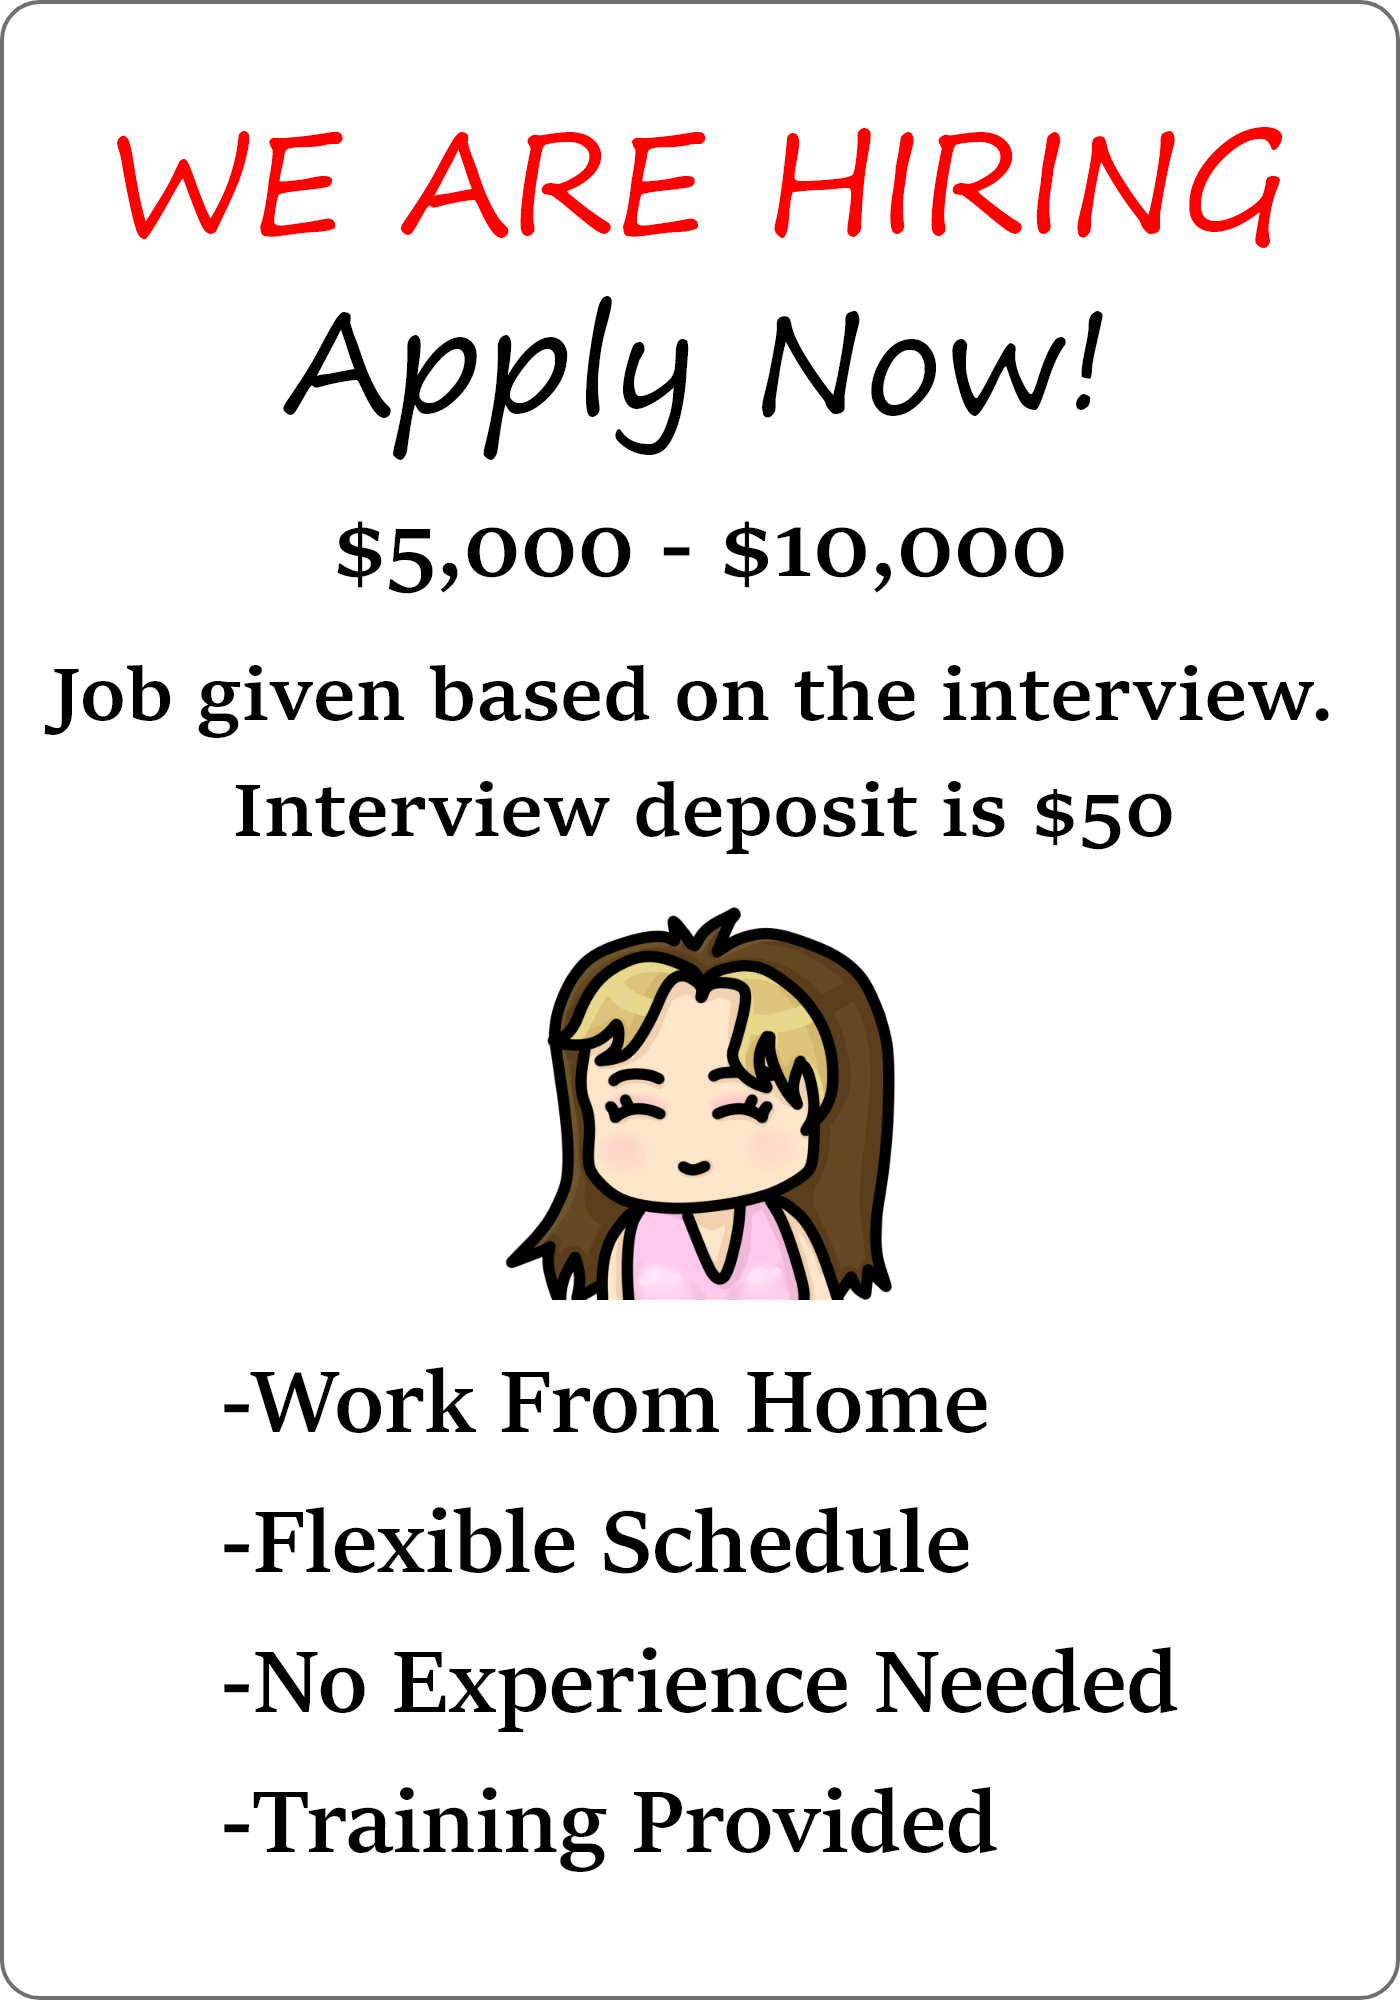 WE ARE HIRING
Apply Now!
$5,000 - $10,000
Job given based on the interview.
Interview deposit is $50
-Work From Home
-Flexible Schedule
-No Experience Needed
-Training Provided